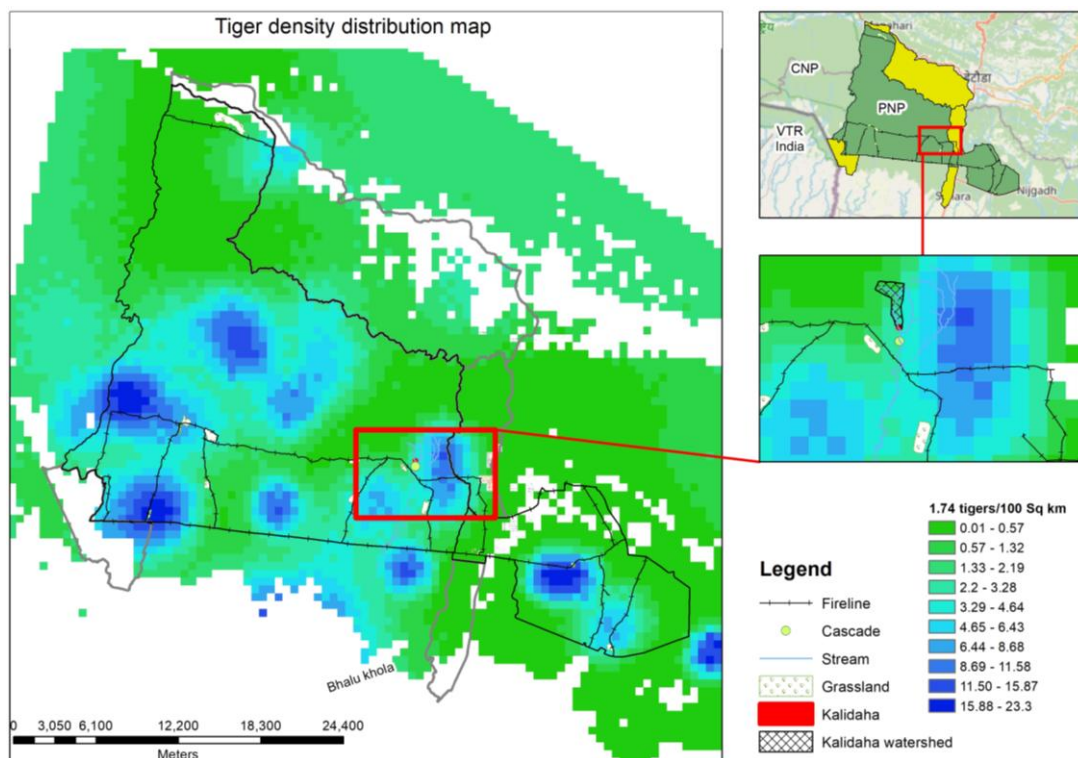 Tiger density distribution map
Bhalu khola
0 3,050 6,100 12,200 18,300 24,400
Meters
CNP
PNP
VTR
India
Nijgadh
1.74 tigers/100 Sq km
0.01 - 0.57
0.57 - 1.32
1.33 - 2.19
2.2 - 3.28
3.29 - 4.64
4.65 - 6.43
6.44 - 8.68
8.69 - 11.58
11.50 - 15.87
15.88 - 23.3
Legend
Fireline
Cascade
Stream
Grassland
Kalidaha
Kalidaha watershed